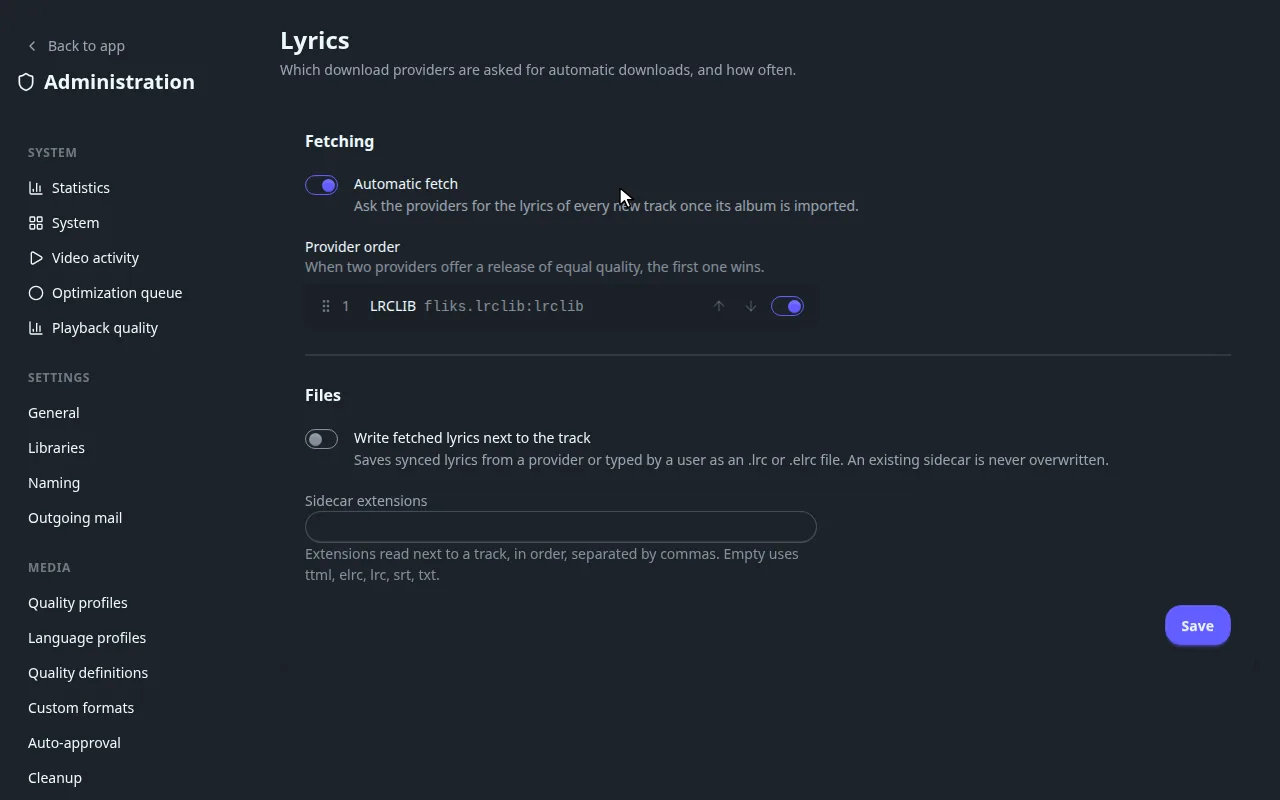 Back to app
Administration
SYSTEM
Statistics
System
Video activity
Optimization queue
Playback quality
SETTINGS
General
Libraries
Naming
Outgoing mail
MEDIA
Quality profiles
Language profiles
Quality definitions
Custom formats
Auto-approval
Cleanup
Lyrics
Which download providers are asked for automatic downloads, and how often.
Fetching
Automatic fetch
Ask the providers for the lyrics of every new track once its album is imported.
Provider order
When two providers offer a release of equal quality, the first one wins.
1 LRCLIB fliks.lrclib:lrclib
Files
Write fetched lyrics next to the track
Saves synced lyrics from a provider or typed by a user as an .lrc or .elrc file. An existing sidecar is never overwritten.
Sidecar extensions
Extensions read next to a track, in order, separated by commas. Empty uses
ttml, elrc, lrc, srt, txt.
Save